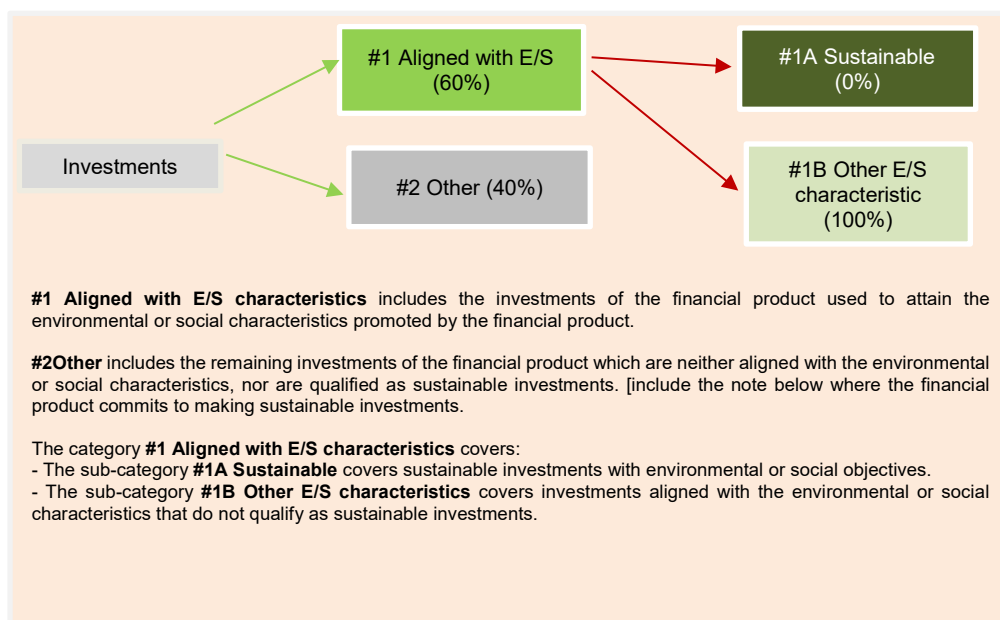 #1 Aligned with E/S
(60%)
#1A Sustainable
(0%)
Investments
#2 Other (40%)
#1B Other E/S
characteristic
(100%)
#1 Aligned with E/S characteristics includes the investments of the financial product used to attain the
environmental or social characteristics promoted by the financial product.
#2Other includes the remaining investments of the financial product which are neither aligned with the environmental
or social characteristics, nor are qualified as sustainable investments. [include the note below where the financial
product commits to making sustainable investments.
The category #1 Aligned with E/S characteristics covers:
- The sub-category #1A Sustainable covers sustainable investments with environmental or social objectives.
- The sub-category #1B Other E/S characteristics covers investments aligned with the environmental or social
characteristics that do not qualify as sustainable investments.